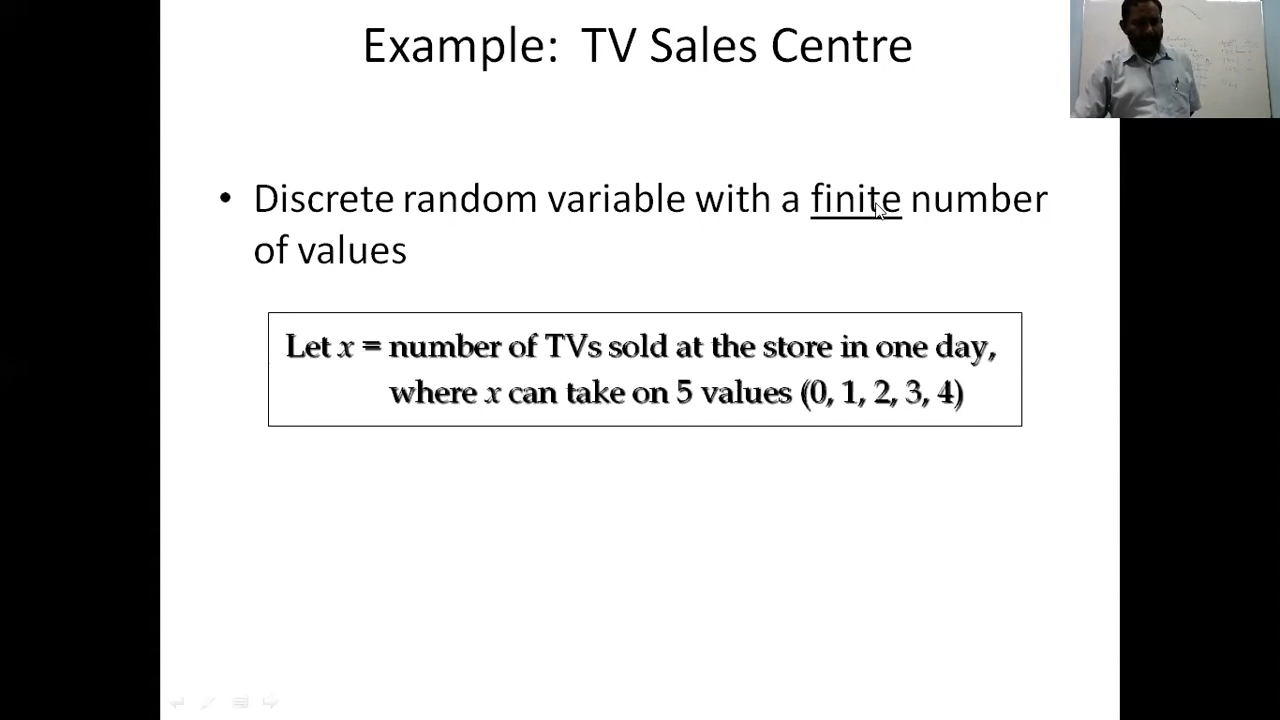 Example: TV Sales Centre
• Discrete random variable with a finite number
of values
Let x = number of TVs sold at the store in one day,
where x can take on 5 values (0, 1, 2, 3, 4)